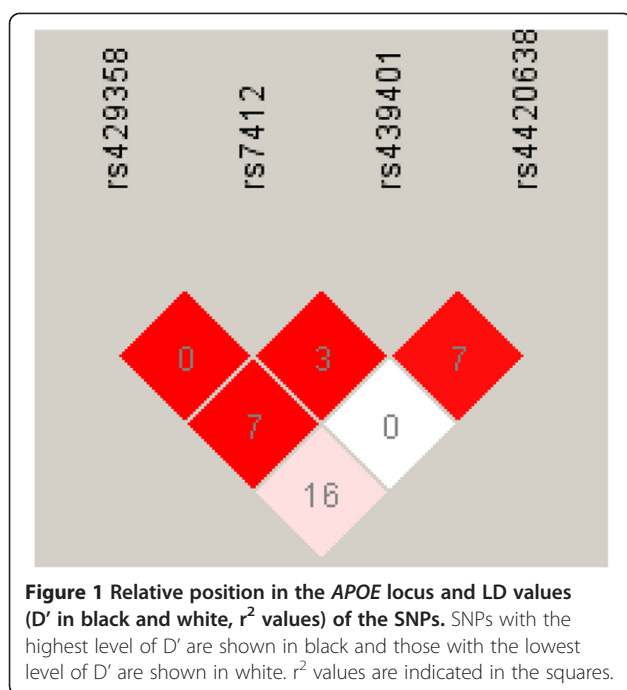 rs429358
rs7412
rs439401
rs4420638
0
3
7
7
0
16
Figure 1 Relative position in the APOE locus and LD values
(D’ in black and white, r² values) of the SNPs. SNPs with the
highest level of D’ are shown in black and those with the lowest
level of D’ are shown in white. r² values are indicated in the squares.